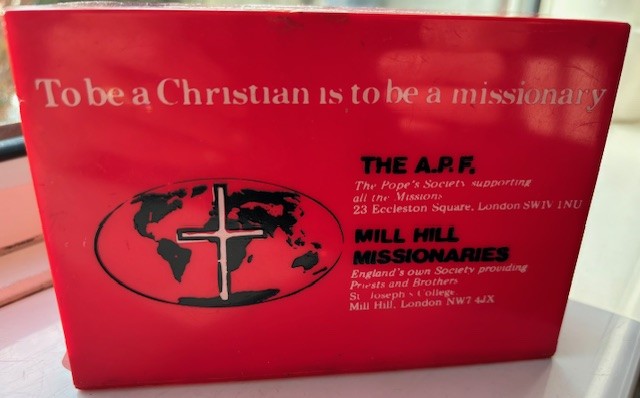 To be a Christian is to be a missionary
THE A.P.F.
The Pope's Society supporting
all the Missions
23 Eccleston Square, London SW1V 1NU
MILL HILL
MISSIONARIES
England's own Society providing
Priests and Brothers
St. Joseph's College,
Mill Hill, London NW7 4JX